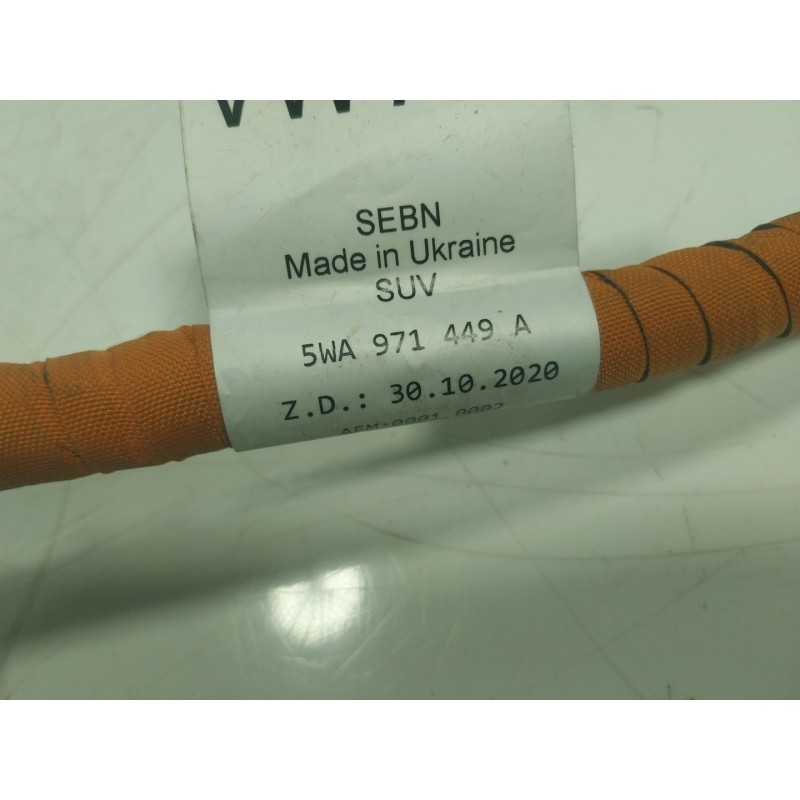 SEBN
Made in Ukraine
SUV
5WA 971 449 A
Z.D.: 30.10.2020